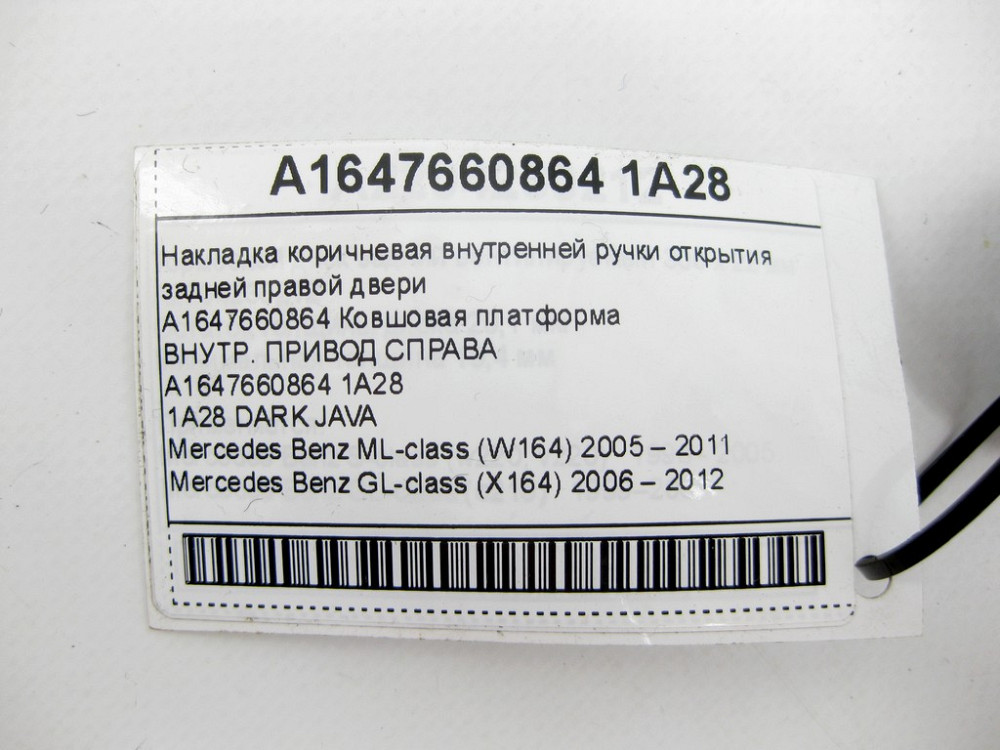 A1647660864 1A28
Накладка коричневая внутренней ручки открытия
задней правой двери
A1647660864 Ковшовая платформа
ВНУТР. ПРИВОД СПРАВА
A1647660864 1A28
1A28 DARK JAVA
Mercedes Benz ML-class (W164) 2005 – 2011
Mercedes Benz GL-class (X164) 2006 – 2012